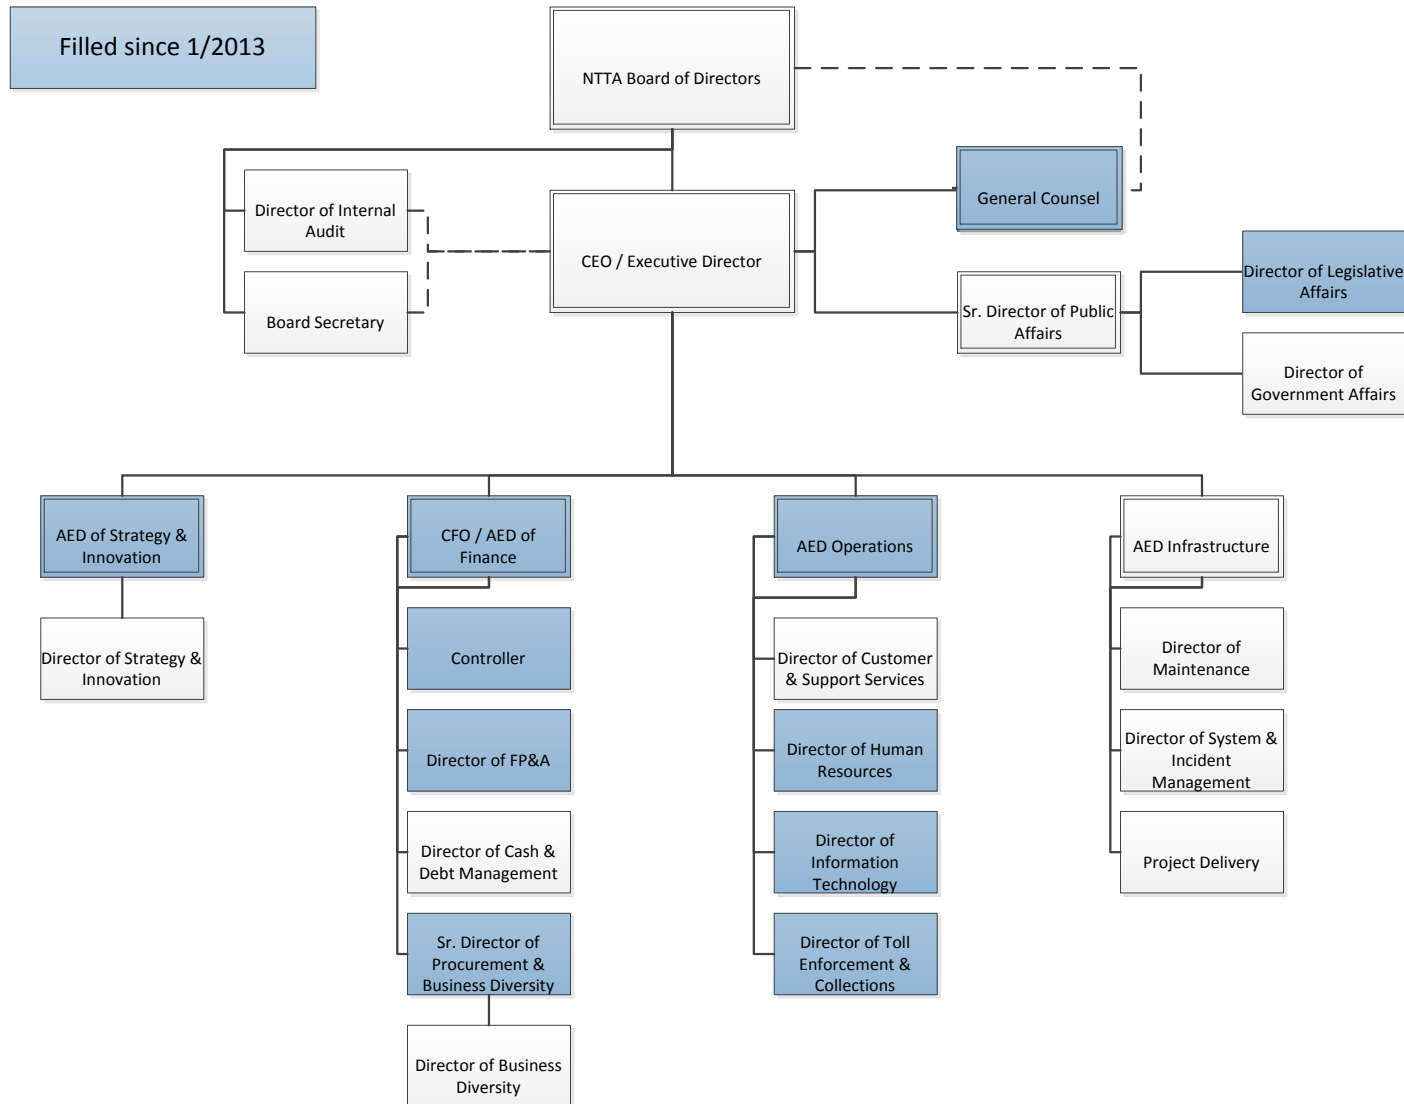 Filled since 1/2013
NTTA Board of Directors
General Counsel
Director of Internal
Audit
CEO / Executive Director
Board Secretary
Sr. Director of Public
Affairs
Director of Legislative
Affairs
Director of
Government Affairs
AED of Strategy &
Innovation
Director of Strategy &
Innovation
CFO / AED of
Finance
Controller
Director of FP&A
Director of Cash &
Debt Management
Sr. Director of
Procurement &
Business Diversity
Director of Business
Diversity
AED Operations
Director of Customer
& Support Services
Director of Human
Resources
Director of
Information
Technology
Director of Toll
Enforcement &
Collections
AED Infrastructure
Director of
Maintenance
Director of System &
Incident
Management
Project Delivery